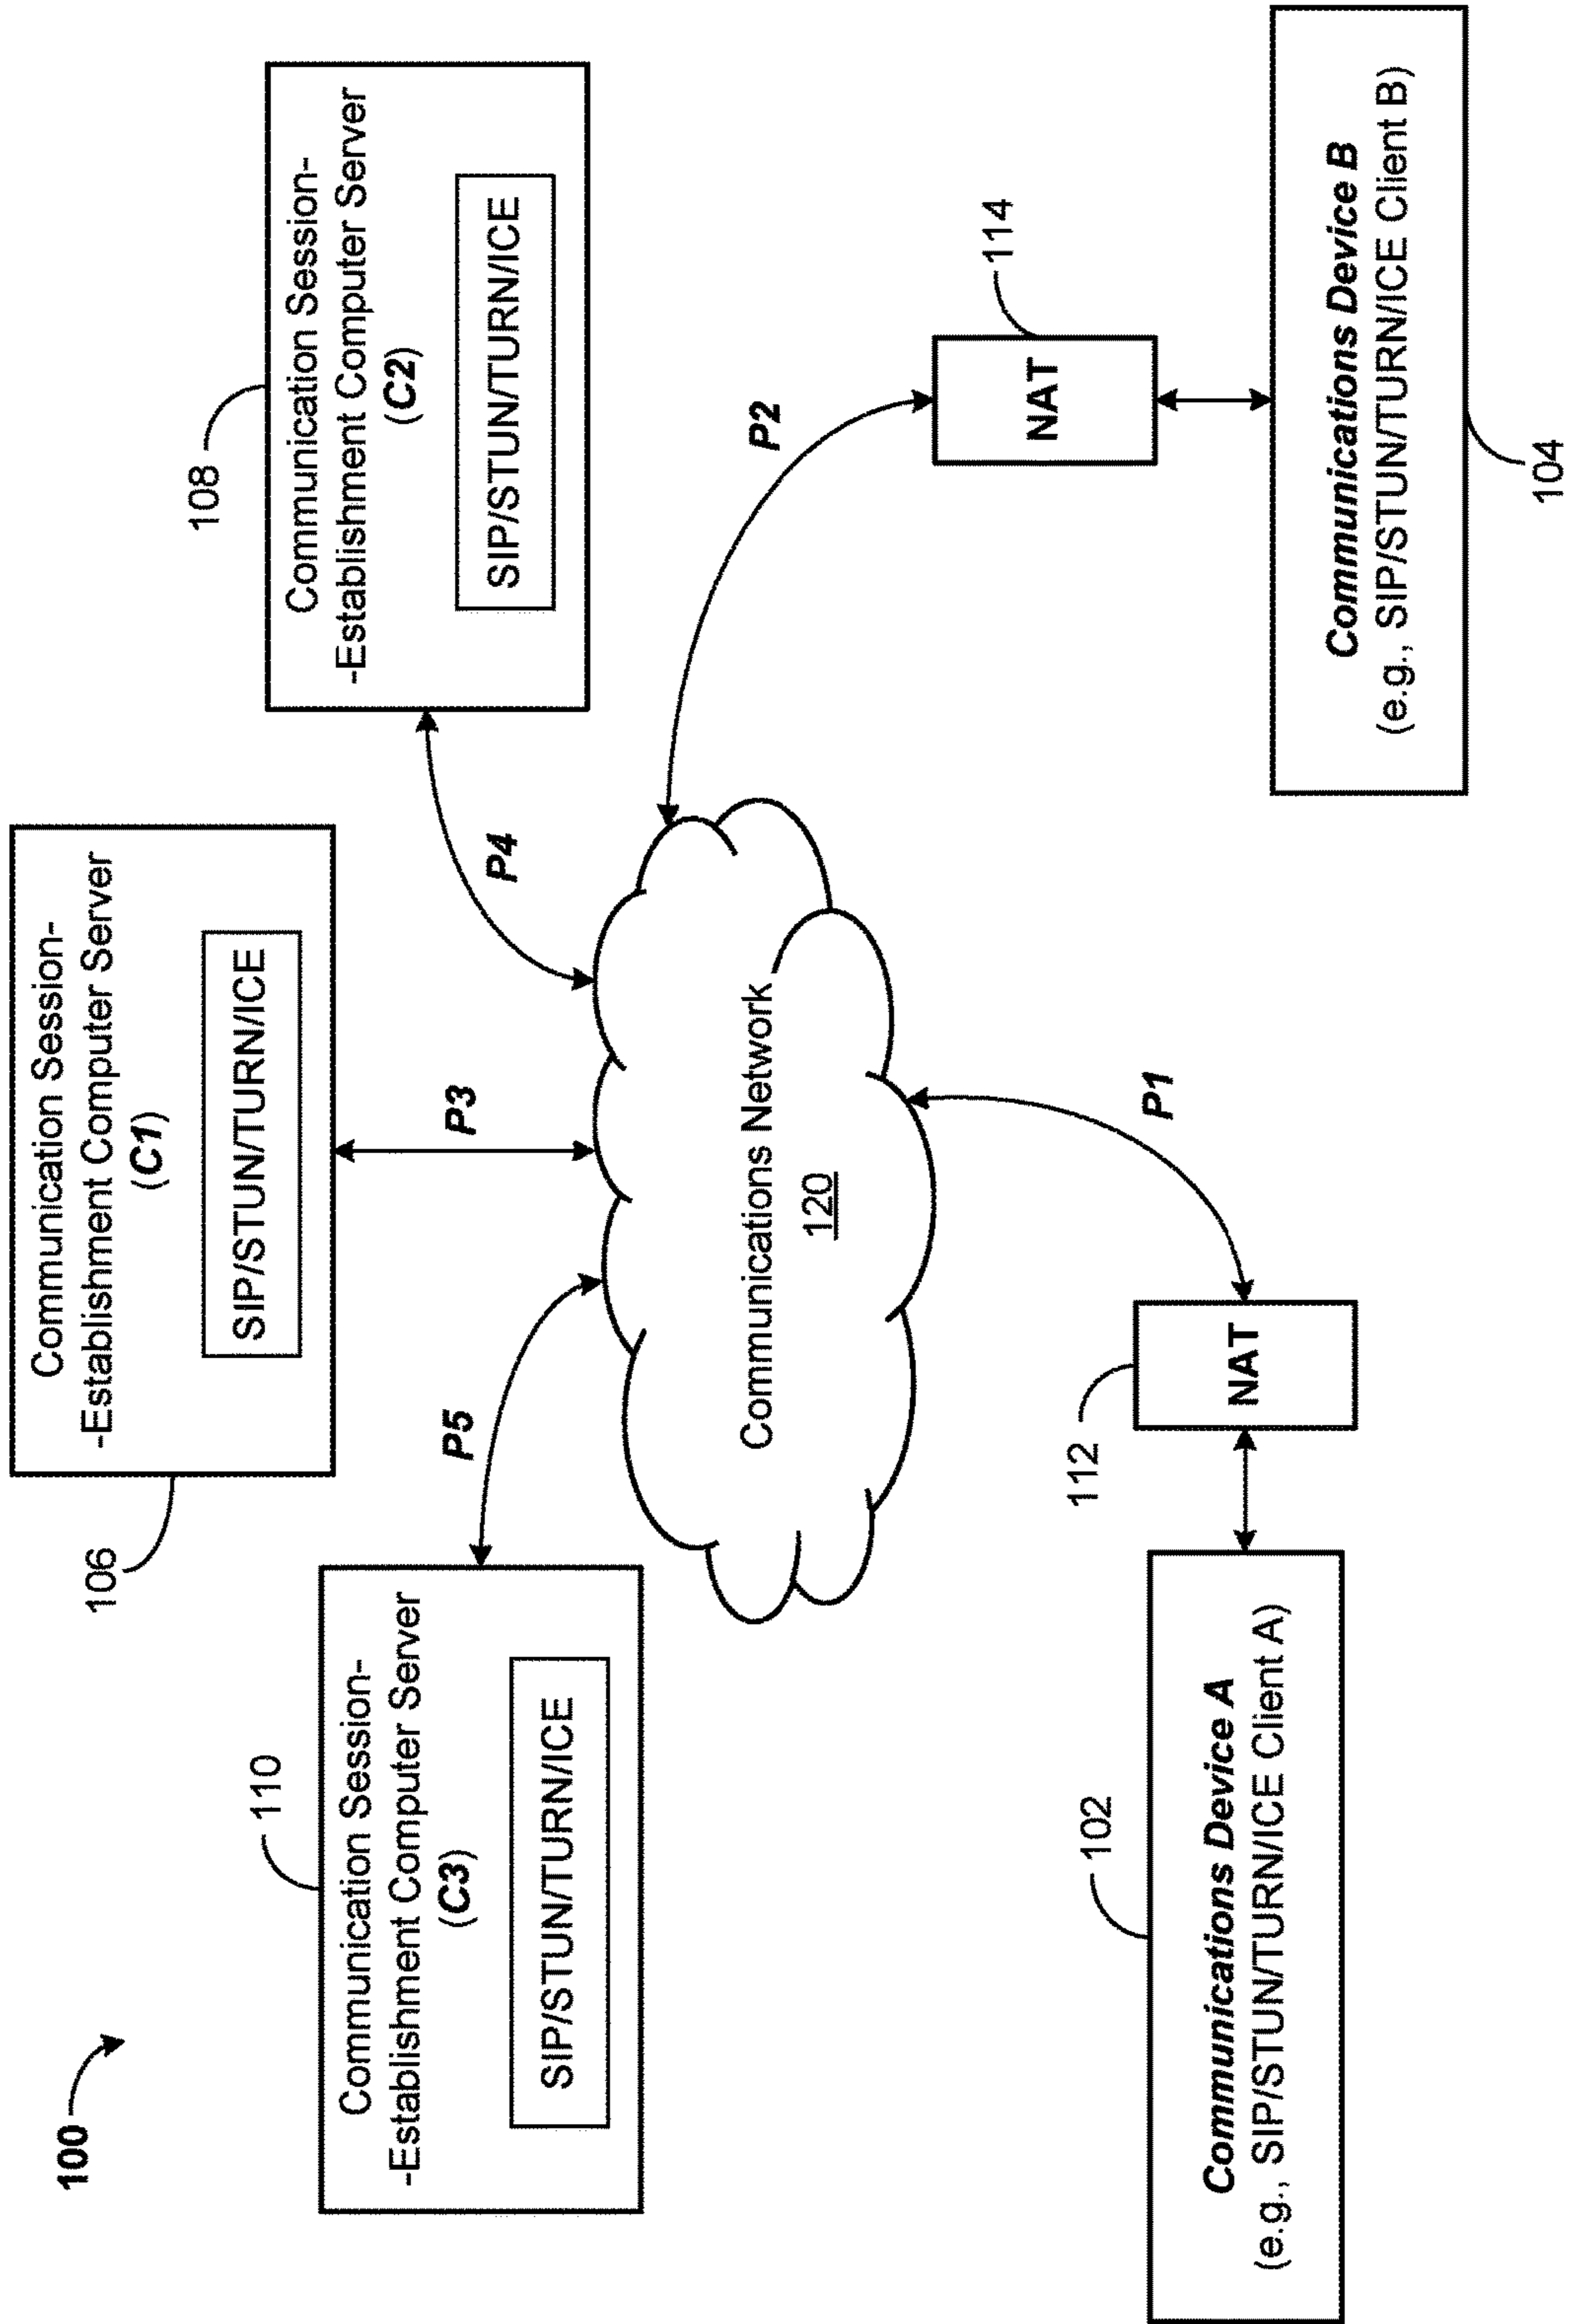 100
106
Communication Session-
-Establishment Computer Server
(C1)
SIP/STUN/TURN/ICE
110
Communication Session-
-Establishment Computer Server
(C3)
SIP/STUN/TURN/ICE
108
Communication Session-
-Establishment Computer Server
(C2)
SIP/STUN/TURN/ICE
P5
P3
P4
P2
Communications Network
120
P1
114
NAT
112
NAT
102
Communications Device A
(e.g., SIP/STUN/TURN/ICE Client A)
Communications Device B
(e.g., SIP/STUN/TURN/ICE Client B)
104